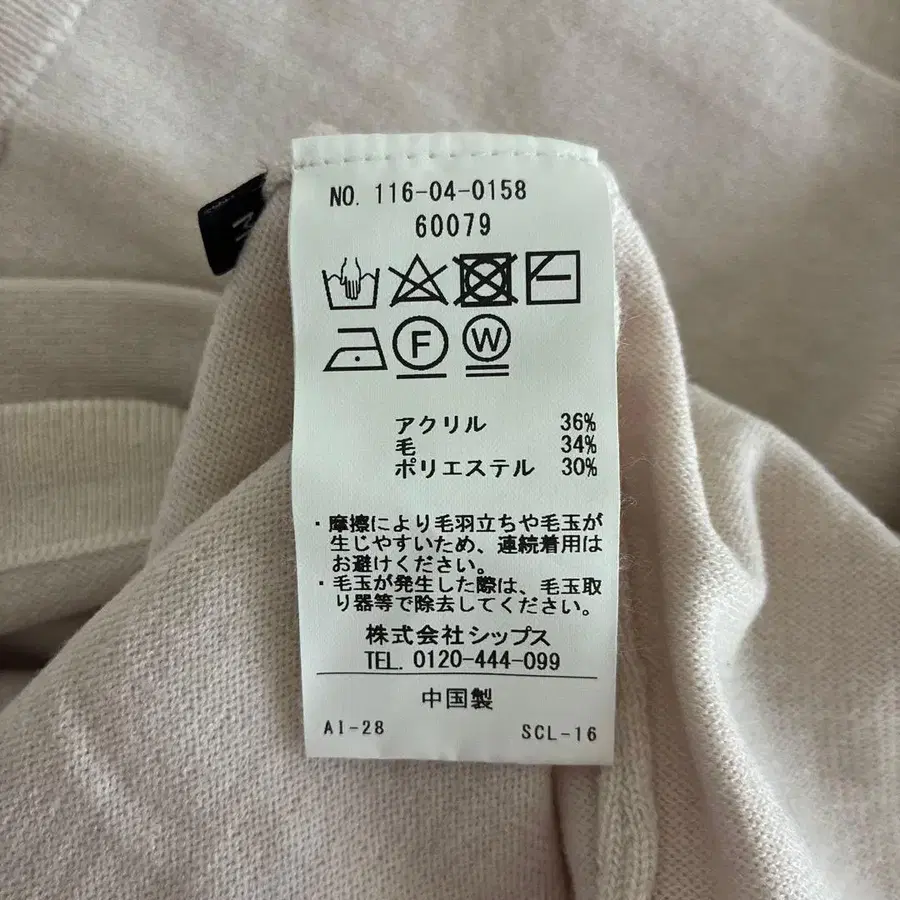 NO. 116-04-0158
60079
F W
アクリル 36%
毛 34%
ポリエステル 30%
・摩擦により毛羽立ちや毛玉が
生じやすいため、連続着用は
お避けください。
・毛玉が発生した際は、毛玉取
り器等で除去してください。
株式会社シップス
TEL. 0120-444-099
中国製
AI-28 SCL-16